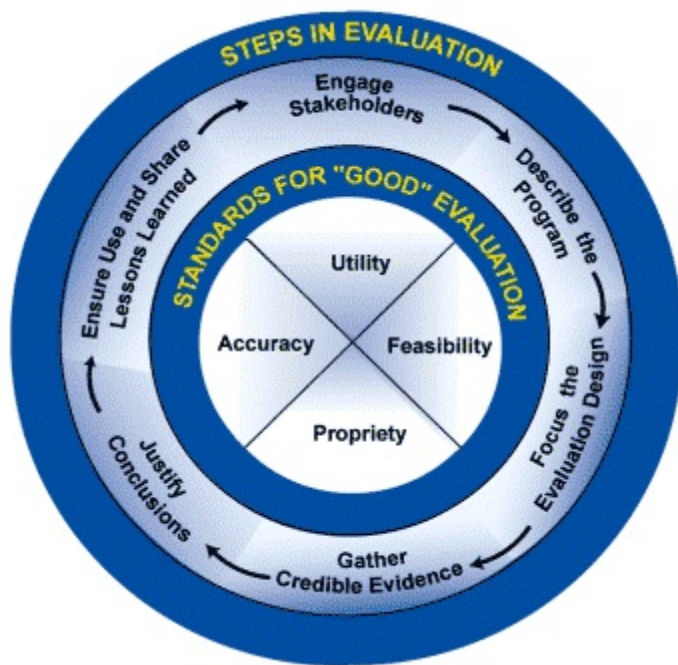 STEPS IN EVALUATION
Engage
Stakeholders
Describe the
Program
Focus the
Evaluation Design
Gather
Credible Evidence
Justify
Conclusions
Ensure Use and Share
Lessons Learned
STANDARDS FOR "GOOD" EVALUATION
Utility
Feasibility
Propriety
Accuracy